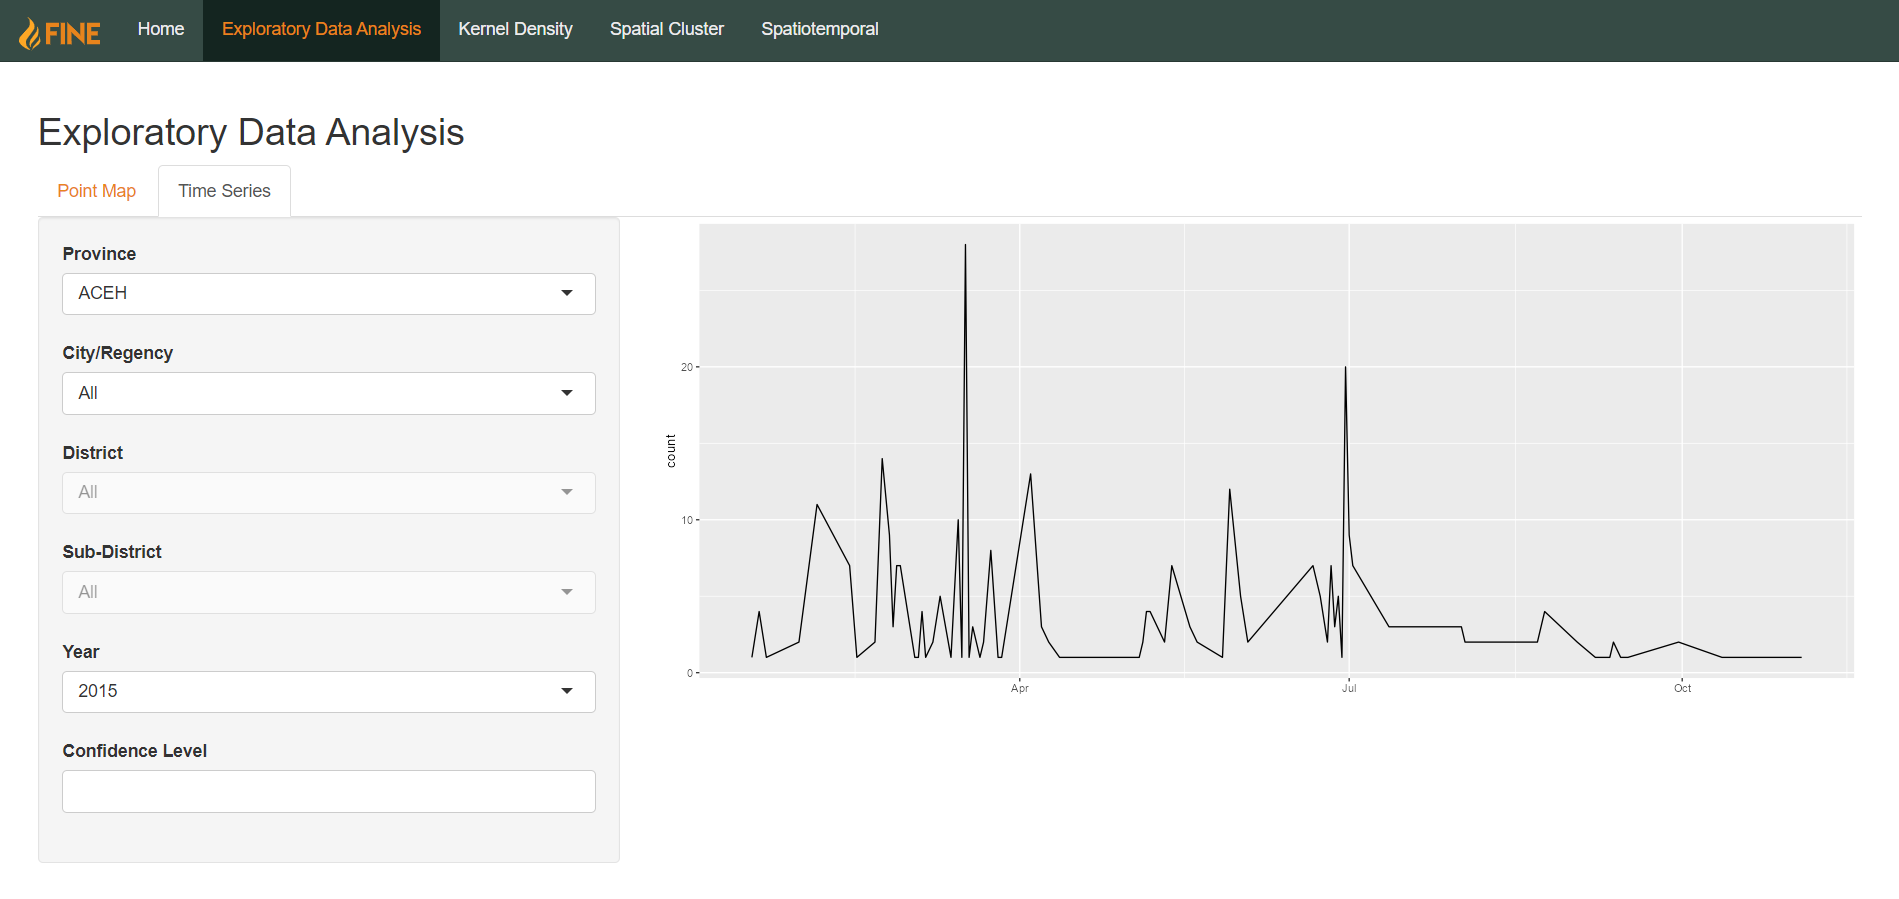 FINE Home Exploratory Data Analysis Kernel Density Spatial Cluster Spatiotemporal
Exploratory Data Analysis
Point Map Time Series
Province
ACEH
City/Regency
All
District
All
Sub-District
All
Year
2015
Confidence Level
count
20
10
0
Apr Jul Oct